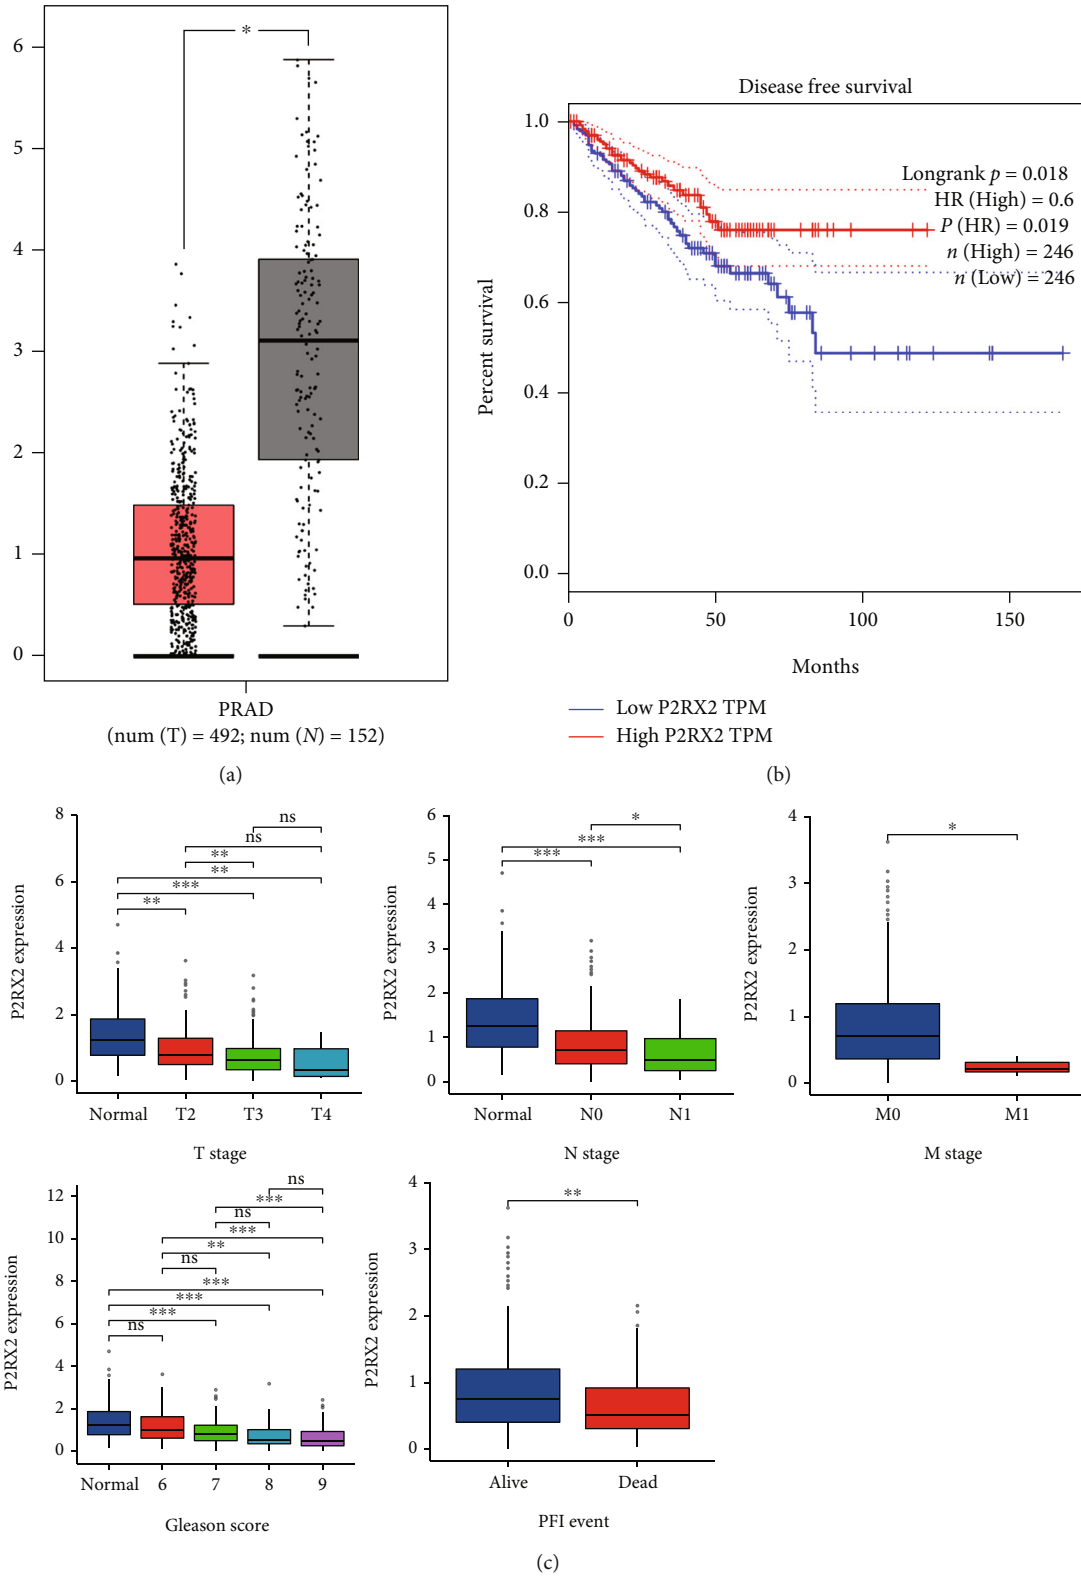 *
6
5
4
3
2
1
0
PRAD
(num (T) = 492; num (N) = 152)
(a)
Disease free survival
Percent survival
1.0
0.8
0.6
0.4
0.2
0.0
Longrank p = 0.018
HR (High) = 0.6
P (HR) = 0.019
n (High) = 246
n (Low) = 246
0 50 100 150
Months
Low P2RX2 TPM
High P2RX2 TPM
(b)
P2RX2 expression
8
6
4
2
0
ns
ns
**
**
***
**
Normal T2 T3 T4
T stage
P2RX2 expression
6
5
4
3
2
1
0
*
***
***
Normal N0 N1
N stage
P2RX2 expression
4
3
2
1
0
*
M0 M1
M stage
P2RX2 expression
12
10
8
6
4
2
0
ns
***
ns
***
**
ns
***
***
***
ns
Normal 6 7 8 9
Gleason score
P2RX2 expression
4
3
2
1
0
**
Alive Dead
PFI event
(c)